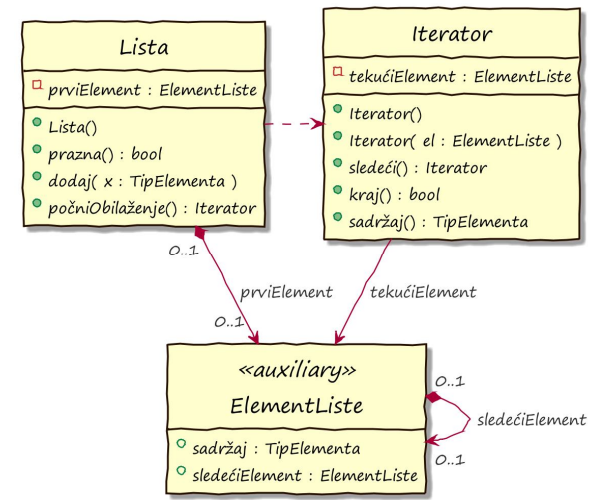 Lista
prviElement : ElementListe
Lista()
prazna() : bool
dodaj( x : TipElementa )
počniObilaženje() : Iterator
Iterator
tekućiElement : ElementListe
Iterator()
Iterator( el : ElementListe )
sledeći() : Iterator
kraj() : bool
sadržaj() : TipElementa
0..1
prviElement
tekućiElement
0..1
«auxiliary»
ElementListe
sadržaj : TipElementa
sledećiElement : ElementListe
0..1
sledećiElement
0..1